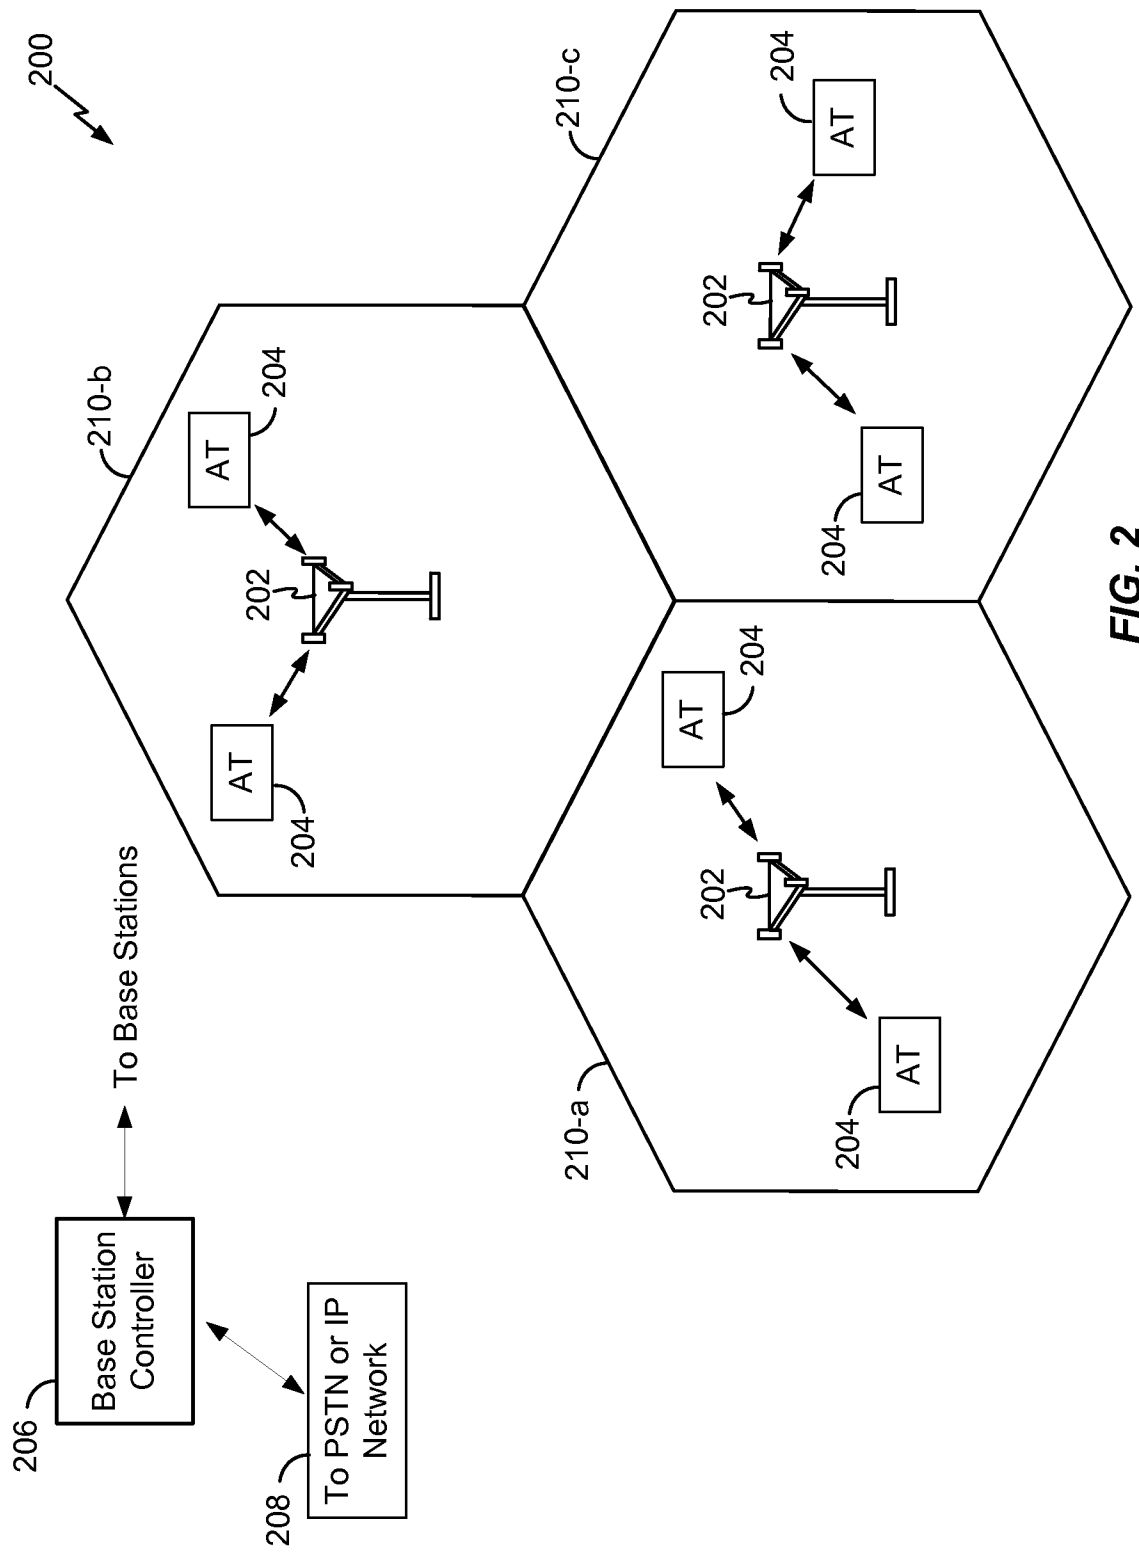 200
206
Base Station
Controller
To Base Stations
208
To PSTN or IP
Network
210-b
AT
204
AT
204
202
210-a
AT
204
AT
204
202
210-c
AT
204
AT
204
202
FIG. 2